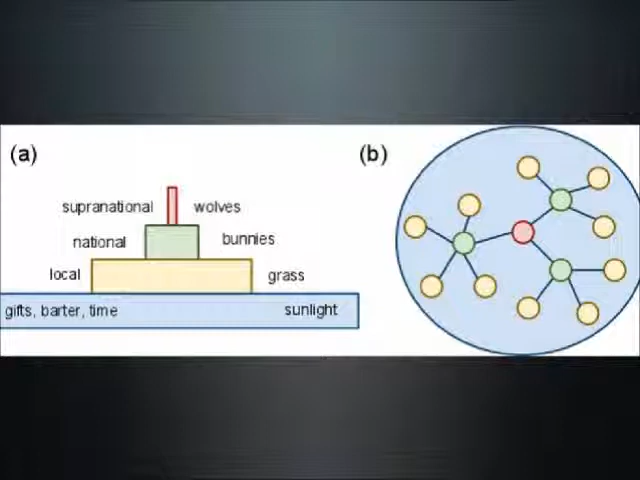 (a)
(b)
supranational wolves
national bunnies
local grass
gifts, barter, time sunlight